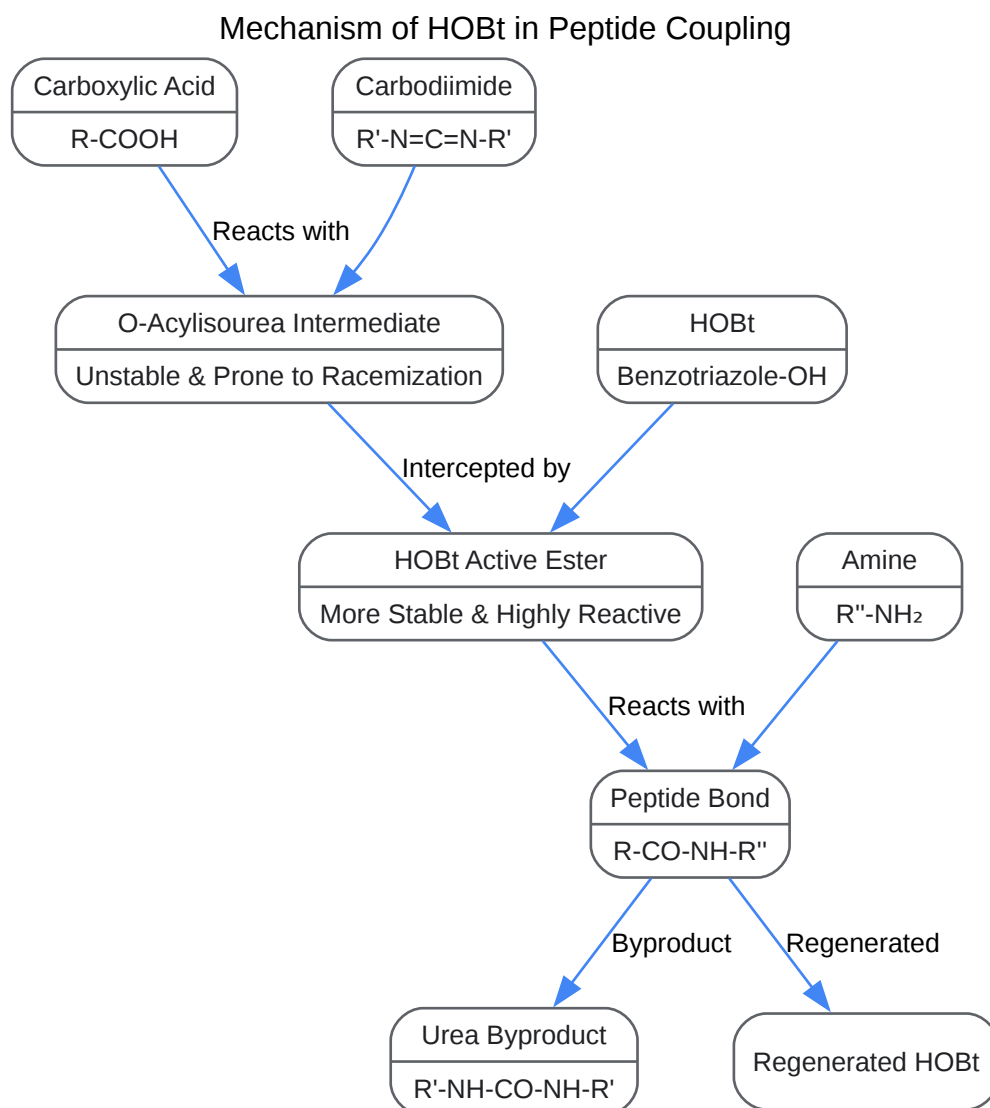 Mechanism of HOBt in Peptide Coupling
Carboxylic Acid
R-COOH
Carbodiimide
R'-N=C=N-R'
Reacts with
O-Acylisourea Intermediate
Unstable & Prone to Racemization
HOBt
Benzotriazole-OH
Intercepted by
HOBt Active Ester
More Stable & Highly Reactive
Amine
R''-NH₂
Reacts with
Peptide Bond
R-CO-NH-R''
Byproduct
Regenerated
Urea Byproduct
R'-NH-CO-NH-R'
Regenerated HOBt